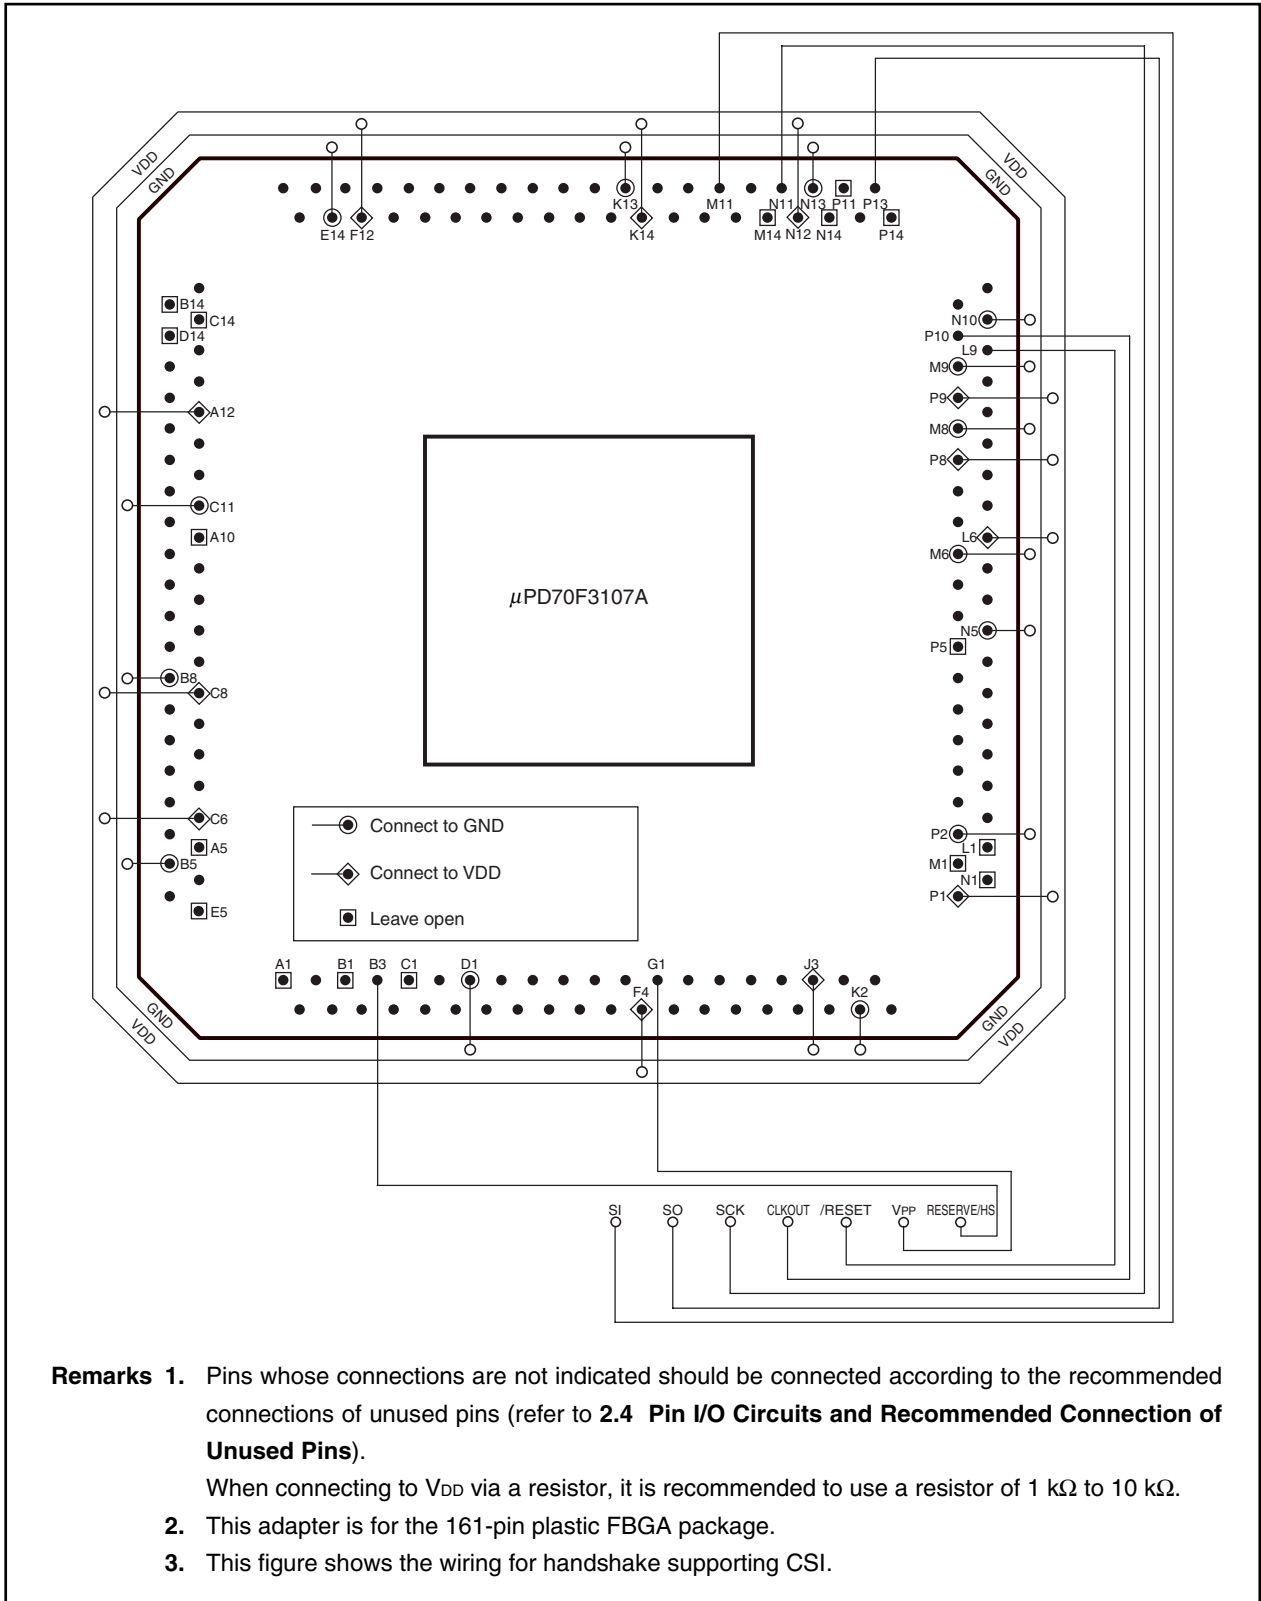 VDD
GND
VDD
GND
K13
M11
N11
N13
P11
P13
E14
F12
K14
M14
N12
N14
P14
B14
C14
D14
N10
P10
L9
M9
A12
P9
M8
P8
C11
A10
L6
M6
μPD70F3107A
N5
P5
B8
C8
C6
Connect to GND
P2
A5
L1
B5
M1
Connect to VDD
N1
P1
E5
Leave open
A1
B1
B3
C1
D1
G1
J3
F4
K2
GND
VDD
GND
VDD
SI
SO
SCK
CLKOUT
/RESET
VPP
RESERVE/HS
Remarks 1. Pins whose connections are not indicated should be connected according to the recommended
connections of unused pins (refer to 2.4 Pin I/O Circuits and Recommended Connection of
Unused Pins).
When connecting to VDD via a resistor, it is recommended to use a resistor of 1 kΩ to 10 kΩ.
2. This adapter is for the 161-pin plastic FBGA package.
3. This figure shows the wiring for handshake supporting CSI.